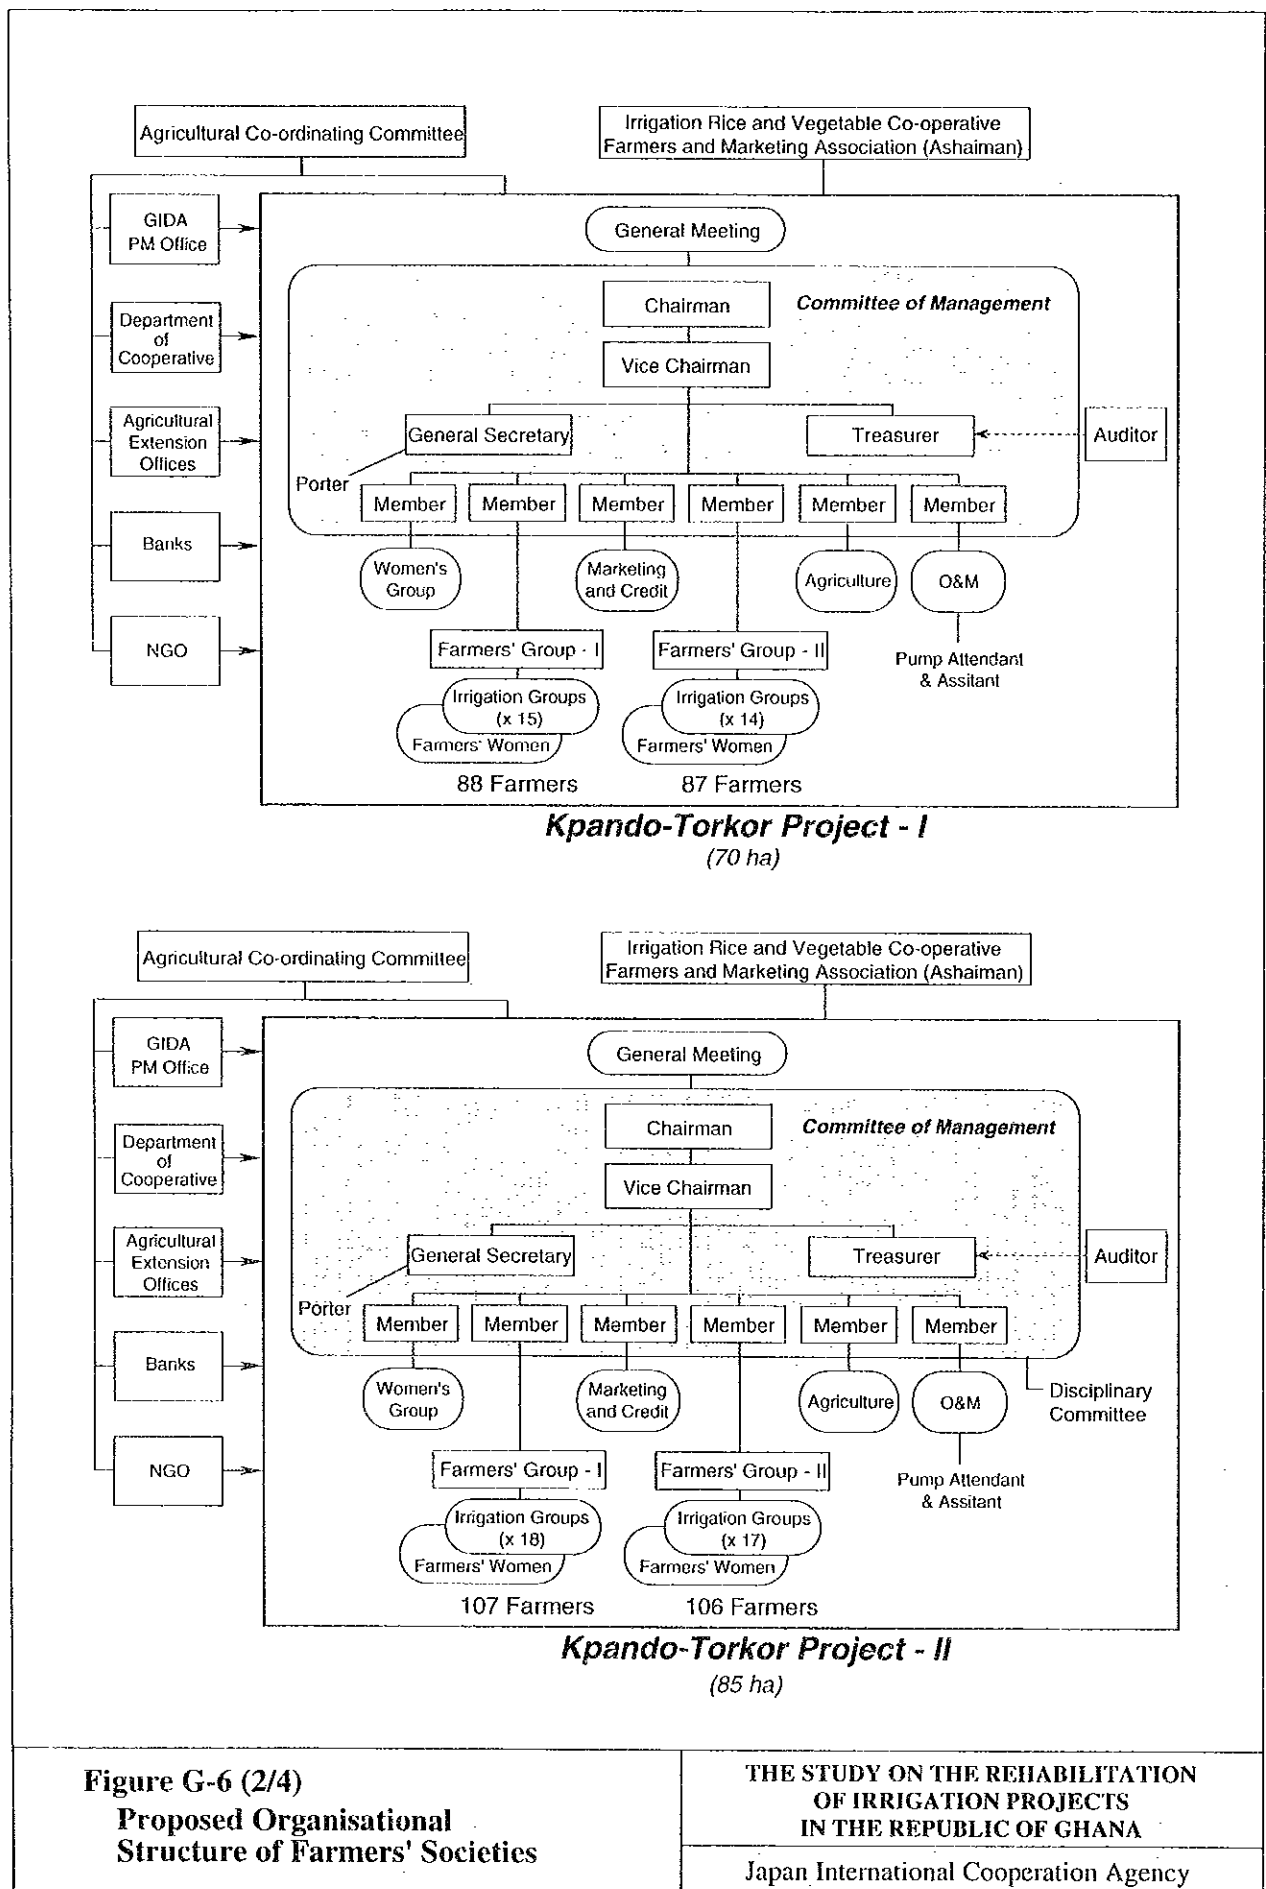 Agricultural Co-ordinating Committee
Irrigation Rice and Vegetable Co-operative
Farmers and Marketing Association (Ashaiman)
GIDA
PM Office
Department
of
Cooperative
Agricultural
Extension
Offices
Banks
NGO
General Meeting
Committee of Management
Chairman
Vice Chairman
General Secretary
Treasurer
Auditor
Porter
Member
Member
Member
Member
Member
Member
Women's
Group
Marketing
and Credit
Agriculture
O&M
Farmers' Group - I
Farmers' Group - II
Pump Attendant
& Assitant
Irrigation Groups
(x 15)
Farmers' Women
Irrigation Groups
(x 14)
Farmers' Women
88 Farmers
87 Farmers
Kpando-Torkor Project - I
(70 ha)
Agricultural Co-ordinating Committee
Irrigation Rice and Vegetable Co-operative
Farmers and Marketing Association (Ashaiman)
GIDA
PM Office
Department
of
Cooperative
Agricultural
Extension
Offices
Banks
NGO
General Meeting
Committee of Management
Chairman
Vice Chairman
General Secretary
Treasurer
Auditor
Porter
Member
Member
Member
Member
Member
Member
Women's
Group
Marketing
and Credit
Agriculture
O&M
Disciplinary
Committee
Farmers' Group - I
Farmers' Group - II
Pump Attendant
& Assitant
Irrigation Groups
(x 18)
Farmers' Women
Irrigation Groups
(x 17)
Farmers' Women
107 Farmers
106 Farmers
Kpando-Torkor Project - II
(85 ha)
Figure G-6 (2/4)
Proposed Organisational
Structure of Farmers' Societies
THE STUDY ON THE REHABILITATION
OF IRRIGATION PROJECTS
IN THE REPUBLIC OF GHANA
Japan International Cooperation Agency